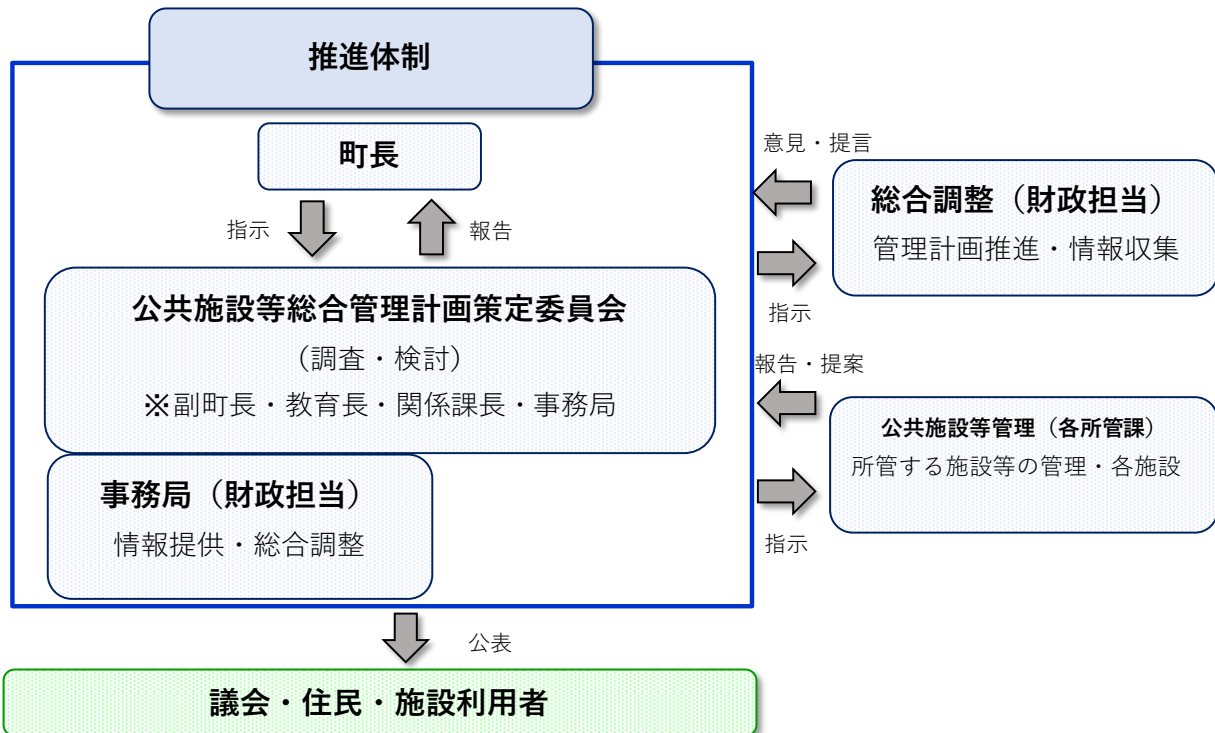 推進体制
町長
指示
報告
公共施設等総合管理計画策定委員会
（調査・検討）
※副町長・教育長・関係課長・事務局
事務局（財政担当）
情報提供・総合調整
意見・提言
総合調整（財政担当）
管理計画推進・情報収集
指示
報告・提案
公共施設等管理（各所管課）
所管する施設等の管理・各施設
指示
公表
議会・住民・施設利用者